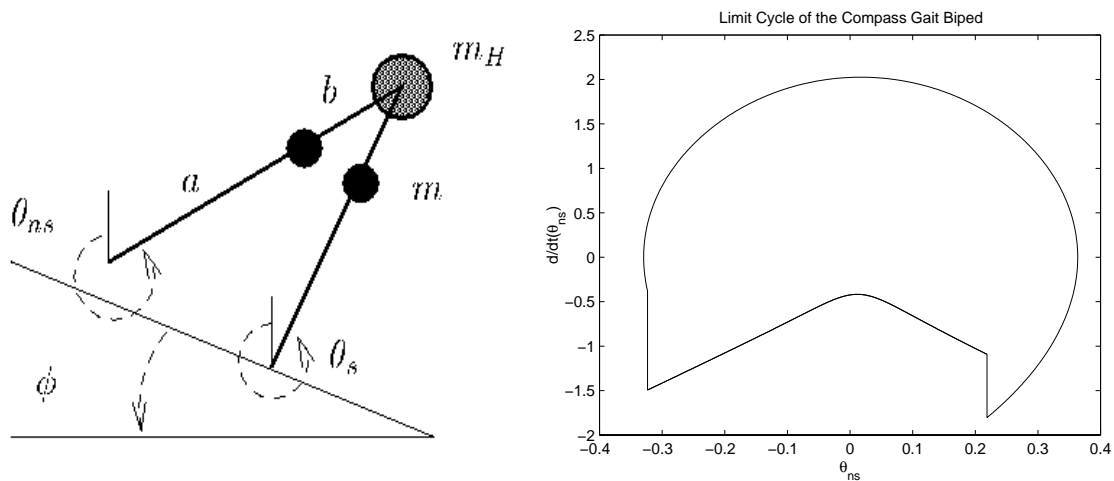 m_H
b
a
m
θ_ns
θ_s
ϕ
Limit Cycle of the Compass Gait Biped
2.5
2
1.5
1
0.5
0
−0.5
−1
−1.5
−2
d/dt(θ_ns)
−0.4 −0.3 −0.2 −0.1 0 0.1 0.2 0.3 0.4
θ_ns